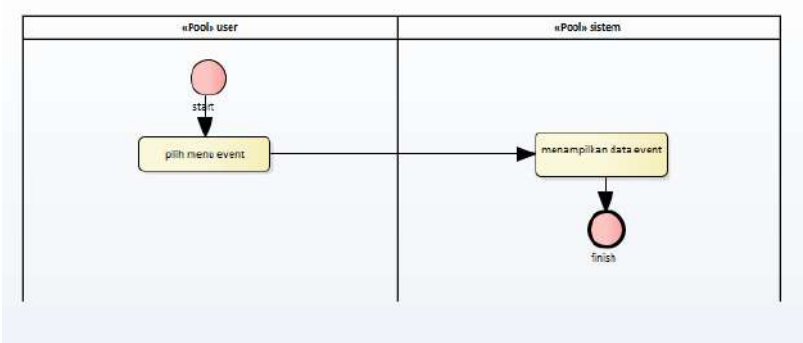 «Pool» user
«Pool» sistem
start
pilih menu event
menampilkan data event
finish